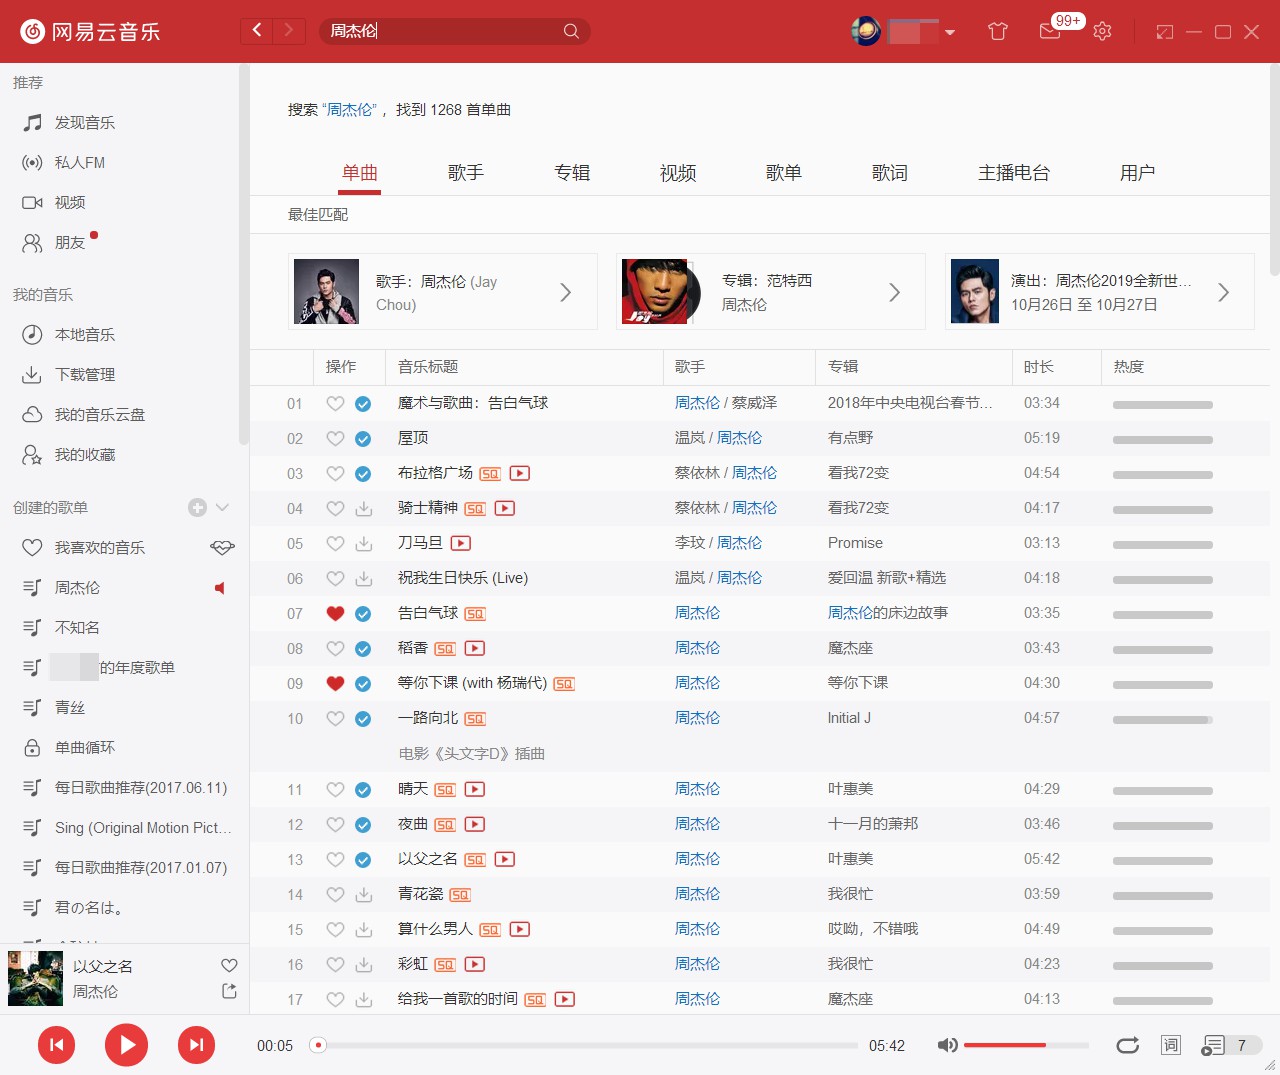 网易云音乐
周杰伦
99+
推荐
发现音乐
私人FM
视频
朋友
我的音乐
本地音乐
下载管理
我的音乐云盘
我的收藏
创建的歌单
我喜欢的音乐
周杰伦
不知名
的年度歌单
青丝
单曲循环
每日歌曲推荐(2017.06.11)
Sing (Original Motion Pict...
每日歌曲推荐(2017.01.07)
君の名は。
以父之名
周杰伦
搜索 “周杰伦” ，找到 1268 首单曲
单曲 歌手 专辑 视频 歌单 歌词 主播电台 用户
最佳匹配
歌手：周杰伦 (Jay
Chou)
专辑：范特西
周杰伦
演出：周杰伦2019全新世...
10月26日 至 10月27日
操作 音乐标题 歌手 专辑 时长 热度
01 魔术与歌曲：告白气球 周杰伦 / 蔡威泽 2018年中央电视台春节... 03:34
02 屋顶 温岚 / 周杰伦 有点野 05:19
03 布拉格广场 SQ 蔡依林 / 周杰伦 看我72变 04:54
04 骑士精神 SQ 蔡依林 / 周杰伦 看我72变 04:17
05 刀马旦 李玟 / 周杰伦 Promise 03:13
06 祝我生日快乐 (Live) 温岚 / 周杰伦 爱回温 新歌+精选 04:18
07 告白气球 SQ 周杰伦 周杰伦的床边故事 03:35
08 稻香 SQ 周杰伦 魔杰座 03:43
09 等你下课 (with 杨瑞代) SQ 周杰伦 等你下课 04:30
10 一路向北 SQ 周杰伦 Initial J 04:57
电影《头文字D》插曲
11 晴天 SQ 周杰伦 叶惠美 04:29
12 夜曲 SQ 周杰伦 十一月的萧邦 03:46
13 以父之名 SQ 周杰伦 叶惠美 05:42
14 青花瓷 SQ 周杰伦 我很忙 03:59
15 算什么男人 SQ 周杰伦 哎呦，不错哦 04:49
16 彩虹 SQ 周杰伦 我很忙 04:23
17 给我一首歌的时间 SQ 周杰伦 魔杰座 04:13
00:05 05:42 词 7